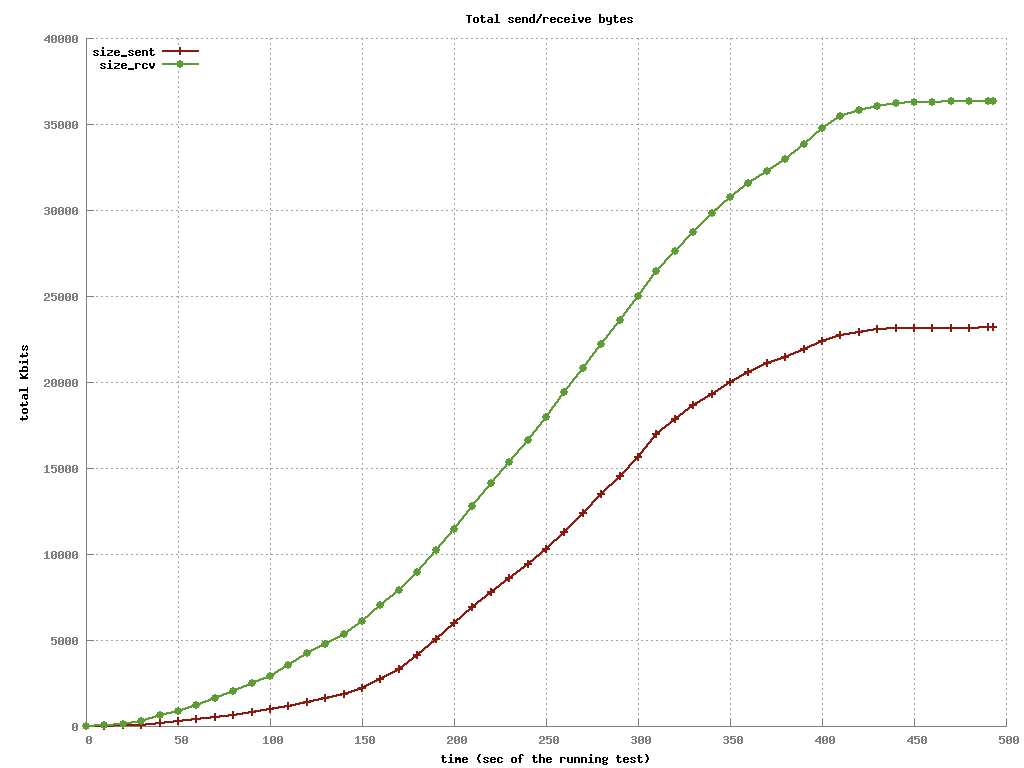 Total send/receive bytes
40000
size_sent
size_rcv
35000
30000
25000
total Kbits
20000
15000
10000
5000
0
0 50 100 150 200 250 300 350 400 450 500
time (sec of the running test)